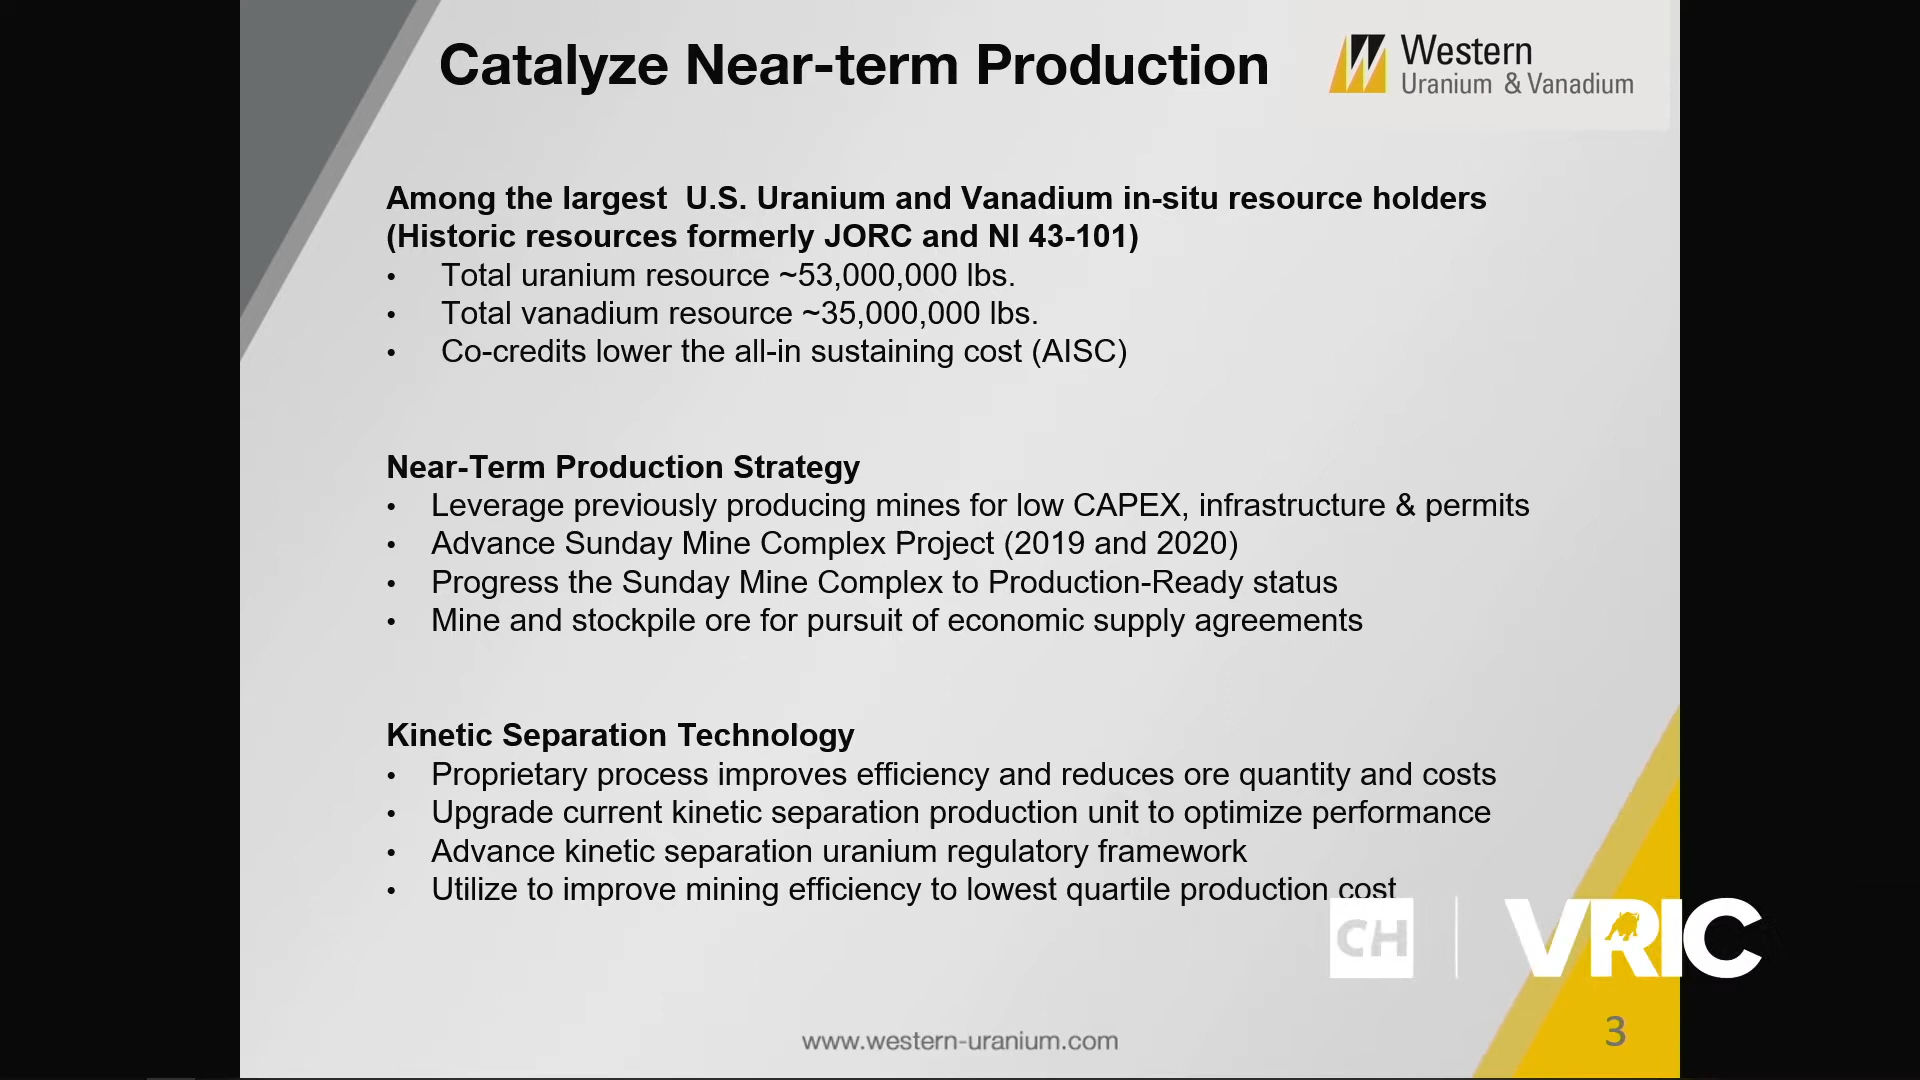 Catalyze Near-term Production
Western
Uranium & Vanadium
Among the largest  U.S. Uranium and Vanadium in-situ resource holders
(Historic resources formerly JORC and NI 43-101)
• Total uranium resource ~53,000,000 lbs.
• Total vanadium resource ~35,000,000 lbs.
• Co-credits lower the all-in sustaining cost (AISC)
Near-Term Production Strategy
• Leverage previously producing mines for low CAPEX, infrastructure & permits
• Advance Sunday Mine Complex Project (2019 and 2020)
• Progress the Sunday Mine Complex to Production-Ready status
• Mine and stockpile ore for pursuit of economic supply agreements
Kinetic Separation Technology
• Proprietary process improves efficiency and reduces ore quantity and costs
• Upgrade current kinetic separation production unit to optimize performance
• Advance kinetic separation uranium regulatory framework
• Utilize to improve mining efficiency to lowest quartile production cost
CH | VRIC
www.western-uranium.com
3